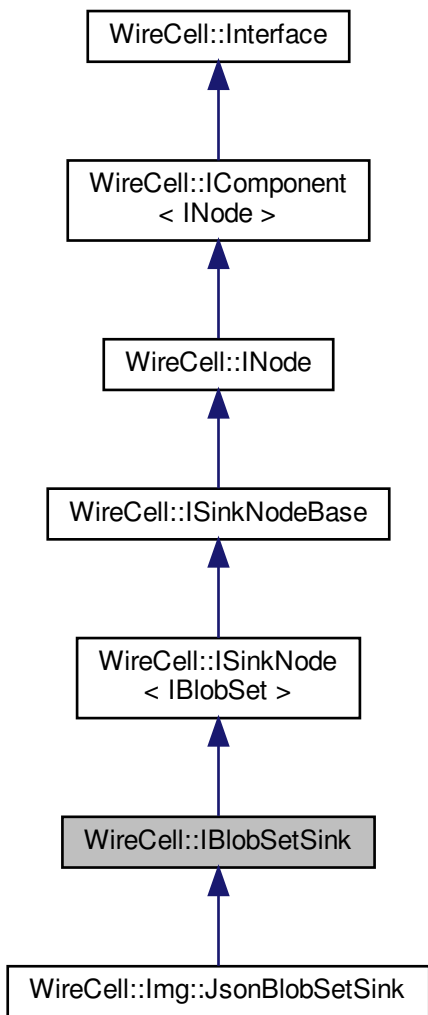 WireCell::Interface
WireCell::IComponent
< INode >
WireCell::INode
WireCell::ISinkNodeBase
WireCell::ISinkNode
< IBlobSet >
WireCell::IBlobSetSink
WireCell::Img::JsonBlobSetSink